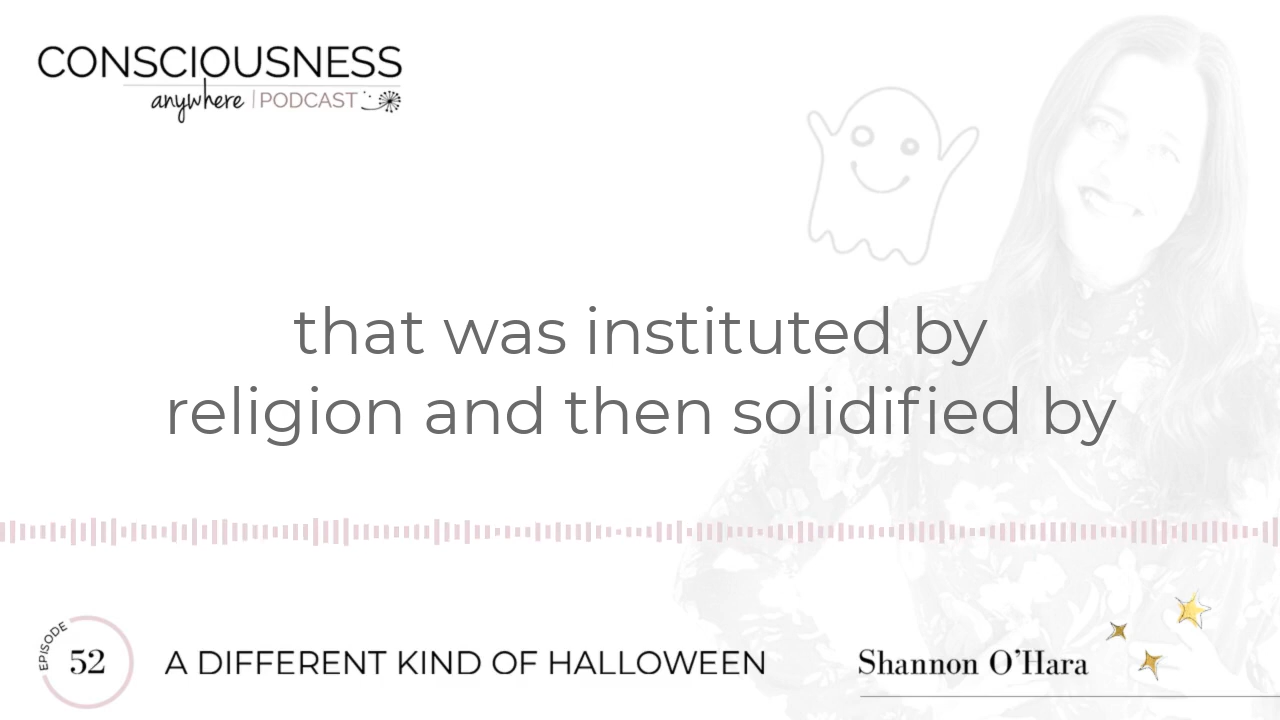 CONSCIOUSNESS
anywhere | PODCAST
that was instituted by
religion and then solidified by
EPISODE
52
A DIFFERENT KIND OF HALLOWEEN
Shannon O'Hara